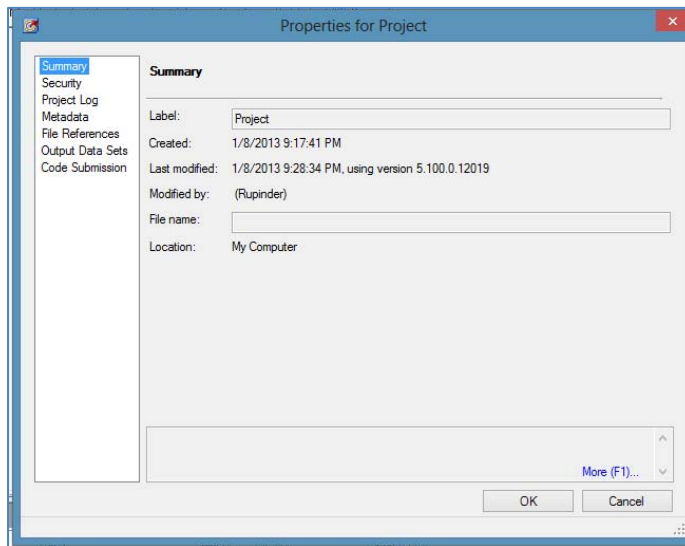 Properties for Project
Summary
Security
Project Log
Metadata
File References
Output Data Sets
Code Submission
Summary
Label: Project
Created: 1/8/2013 9:17:41 PM
Last modified: 1/8/2013 9:28:34 PM, using version 5.100.0.12019
Modified by: (Rupinder)
File name:
Location: My Computer
More (F1)...
OK Cancel